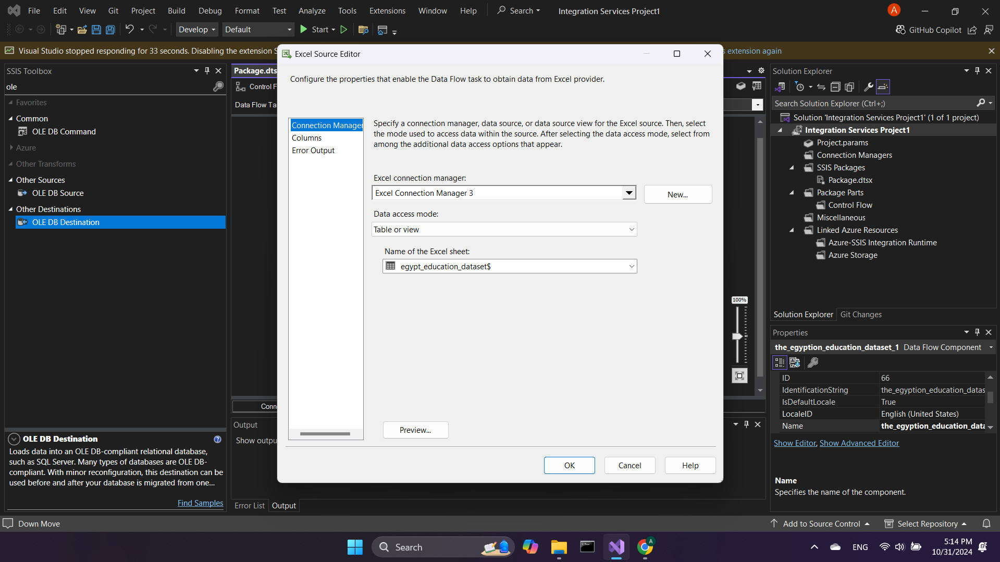 File Edit View Git Project Build Debug Format Test Analyze Tools Extensions Window Help Search Integration Services Project1 A
Develop Default Start GitHub Copilot
Visual Studio stopped responding for 33 seconds. Disabling the extension S
s extension again
SSIS Toolbox
ole
Favorites
Common
OLE DB Command
Azure
Other Transforms
Other Sources
OLE DB Source
Other Destinations
OLE DB Destination
OLE DB Destination
Loads data into an OLE DB-compliant relational database,
such as SQL Server. Many types of databases are OLE DB-
compliant. With minor reconfiguration, this destination can be
used before and after your database is migrated from one...
Find Samples
Package.dts
Control F
Data Flow Ta
Conn
100%
Output
Show outpu
Error List Output
Excel Source Editor
Configure the properties that enable the Data Flow task to obtain data from Excel provider.
Connection Manager
Columns
Error Output
Specify a connection manager, data source, or data source view for the Excel source. Then, select
the mode used to access data within the source. After selecting the data access mode, select from
among the additional data access options that appear.
Excel connection manager:
Excel Connection Manager 3
New...
Data access mode:
Table or view
Name of the Excel sheet:
egypt_education_dataset$
Preview...
OK Cancel Help
Solution Explorer
Search Solution Explorer (Ctrl+;)
Solution 'Integration Services Project1' (1 of 1 project)
Integration Services Project1
Project.params
Connection Managers
SSIS Packages
Package.dtsx
Package Parts
Control Flow
Miscellaneous
Linked Azure Resources
Azure-SSIS Integration Runtime
Azure Storage
Solution Explorer Git Changes
Properties
the_egyption_education_dataset_1 Data Flow Component
ID 66
IdentificationString the_egyption_education_datas
IsDefaultLocale True
LocaleID English (United States)
Name the_egyption_education_data
Show Editor, Show Advanced Editor
Name
Specifies the name of the component.
Down Move Add to Source Control Select Repository
Search A ENG 5:14 PM
10/31/2024